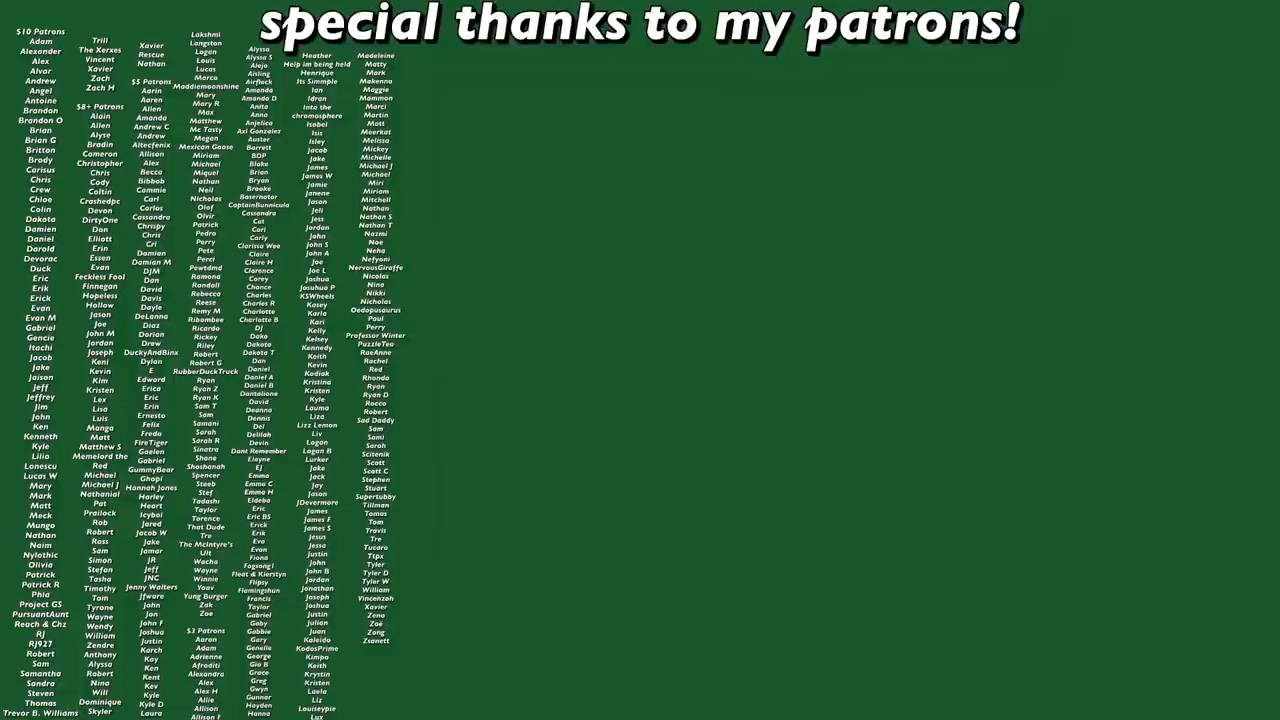 special thanks to my patrons!
$10 Patrons
Adam
Alexander
Alex
Alvar
Andrew
Angel
Antoine
Brandon
Brandon O
Brian
Brian G
Britton
Brody
Carisus
Chris
Crew
Chloe
Colin
Dakota
Damien
Daniel
Darold
Devorac
Duck
Eric
Erik
Erick
Evan
Evan M
Gabriel
Gencie
Itachi
Jacob
Jake
Jaison
Jeff
Jeffrey
Jim
John
Ken
Kenneth
Kyle
Lilio
Lonescu
Lucas W
Mary
Mark
Matt
Meck
Mungo
Nathan
Naim
Nylothic
Olivia
Patrick
Patrick R
Phia
Project GS
PursuantAunt
Reach & Chz
RJ
RJ927
Robert
Sam
Samantha
Sandra
Steven
Thomas
Trevor B. Williams
Trill
The Xerxes
Vincent
Xavier
Zach
Zach H
$8+ Patrons
Alain
Allen
Alyse
Bradin
Cameron
Christopher
Chris
Cody
Coltin
Crashedpc
Devon
DirtyOne
Don
Elliott
Erin
Essen
Evan
Feckless Fool
Finnegan
Hopeless
Hollow
Jason
Joe
John M
Jordan
Joseph
Keni
Kevin
Kim
Kristen
Lex
Lisa
Luis
Manga
Matt
Matthew S
Memelord the
Red
Michael
Michael J
Nathanial
Pat
Prailock
Rob
Robert
Ross
Sam
Simon
Stefan
Tasha
Timothy
Tom
Tyrone
Wayne
Wendy
William
Zendre
Anthony
Alyssa
Robert
Nina
Will
Dominique
Skyler
Xavier
Rescue
Nathan
$5 Patrons
Aarin
Aaren
Allen
Amanda
Andrew C
Andrew
Altecfenix
Allison
Alex
Becca
Bibbob
Cammie
Carl
Carlos
Cassandra
Chrispy
Chris
Cri
Damian
Damian M
DJM
Dan
David
Davis
Dayle
DeLanna
Diaz
Dorian
Drew
DuckyAndBinx
Dylan
E
Edward
Erica
Eric
Erin
Ernesto
Felix
Freda
FireTiger
Gaelen
Gabriel
GummyBear
Ghopi
Hannah Jones
Harley
Heart
Icyboi
Jared
Jacob W
Jake
Jamar
JR
Jeff
JNC
Jenny Walters
Jffware
John
Jon
John F
Joshua
Justin
Karch
Kay
Ken
Kent
Kev
Kyle
Kyle D
Laura
Lakshmi
Langston
Logan
Louis
Lucas
Marco
Maddiemoonshine
Mary
Mary R
Max
Matthew
Mc Tasty
Megan
Mexican Goose
Miriam
Michael
Miquel
Nathan
Neil
Nicholas
Olaf
Olvir
Patrick
Pedro
Perry
Pete
Perci
Pewtdmd
Ramona
Randall
Rebecca
Reese
Remy M
Ribombee
Ricardo
Rickey
Riley
Robert
Robert G
RubberDuckTruck
Ryan
Ryan Z
Ryan K
Sam T
Sam
Samani
Sarah
Sarah R
Sinatra
Shane
Shoshanah
Spencer
Steeb
Stef
Tadashi
Taylor
Torence
That Dude
Tre
The McIntyre's
Ult
Wacha
Wayne
Winnie
Yoav
Yung Burger
Zak
Zoe
$3 Patrons
Aaron
Adam
Adrienne
Afroditi
Alexandra
Alex
Alex H
Allie
Allison
Allison F
Alyssa
Alyssa S
Alejo
Aisling
Airfleck
Amanda
Amanda D
Anita
Anna
Anjelica
Axl Gonzalez
Auster
Barrett
BDP
Blake
Brian
Bryan
Brooke
Basernator
CaptainBunnicula
Cassandra
Cat
Carl
Carly
Clarissa Wee
Claire
Claire H
Clarence
Corey
Chance
Charles
Charles R
Charlotte
Charlotte B
DJ
Dako
Dakota
Dakota T
Dan
Daniel
Daniel A
Daniel B
Dantalione
David
Deanna
Dennis
Del
Delilah
Devin
Dont Remember
Elayne
EJ
Emma
Emma C
Emma H
Eldeba
Eric
Eric BS
Erick
Erik
Eva
Evan
Fiona
Fogsong1
Fleat & Kierstyn
Flipsy
Flamingshun
Francis
Taylor
Gabriel
Gaby
Gabbie
Gary
Genelle
George
Gio B
Grace
Greg
Gwyn
Gunnar
Hayden
Hanna
Heather
Help im being held
Henrique
Its Simmple
Ian
Idran
Into the
chromosphere
Isobel
Isis
Isley
Jacob
Jake
James
James W
Jamie
Janene
Jason
Jell
Jess
Jordan
John
John S
John A
Joe
Joe L
Joshua
Josuhua P
KSWheels
Kasey
Karla
Kari
Kelly
Kelsey
Kennedy
Keith
Kevin
Kodiak
Kristina
Kristen
Kyle
Lauma
Liza
Lizz Lemon
Liv
Logan
Logan B
Lurker
Jake
Jack
Jay
Jason
JDevermore
James
James F
James S
Jesus
Jessa
Justin
John
John B
Jordan
Jonathan
Joseph
Joshua
Justin
Julian
Juan
Kaleido
KodosPrime
Kimpo
Keith
Krystin
Kristen
Laela
Liz
Louiseypie
Lux
Madeleine
Matty
Mark
Makenna
Maggie
Mammon
Marci
Martin
Matt
Meerkat
Melissa
Mickey
Michelle
Michael J
Michael
Miri
Miriam
Mitchell
Nathan
Nathan S
Nathan T
Nazmi
Noe
Neha
Nefyoni
NervousGiraffe
Nicolas
Nina
Nikki
Nicholas
Oedopusaurus
Paul
Perry
Professor Winter
PuzzleTea
RaeAnne
Rachel
Red
Rhonda
Ryan
Ryan D
Rocco
Robert
Sad Daddy
Sam
Sami
Sarah
Scitenik
Scott
Scott C
Stephen
Stuart
Supertubby
Tillman
Tomas
Tom
Travis
Tre
Tucara
Ttpx
Tyler
Tyler D
Tyler W
William
Vincenzoh
Xavier
Zeno
Zoe
Zong
Zsanett